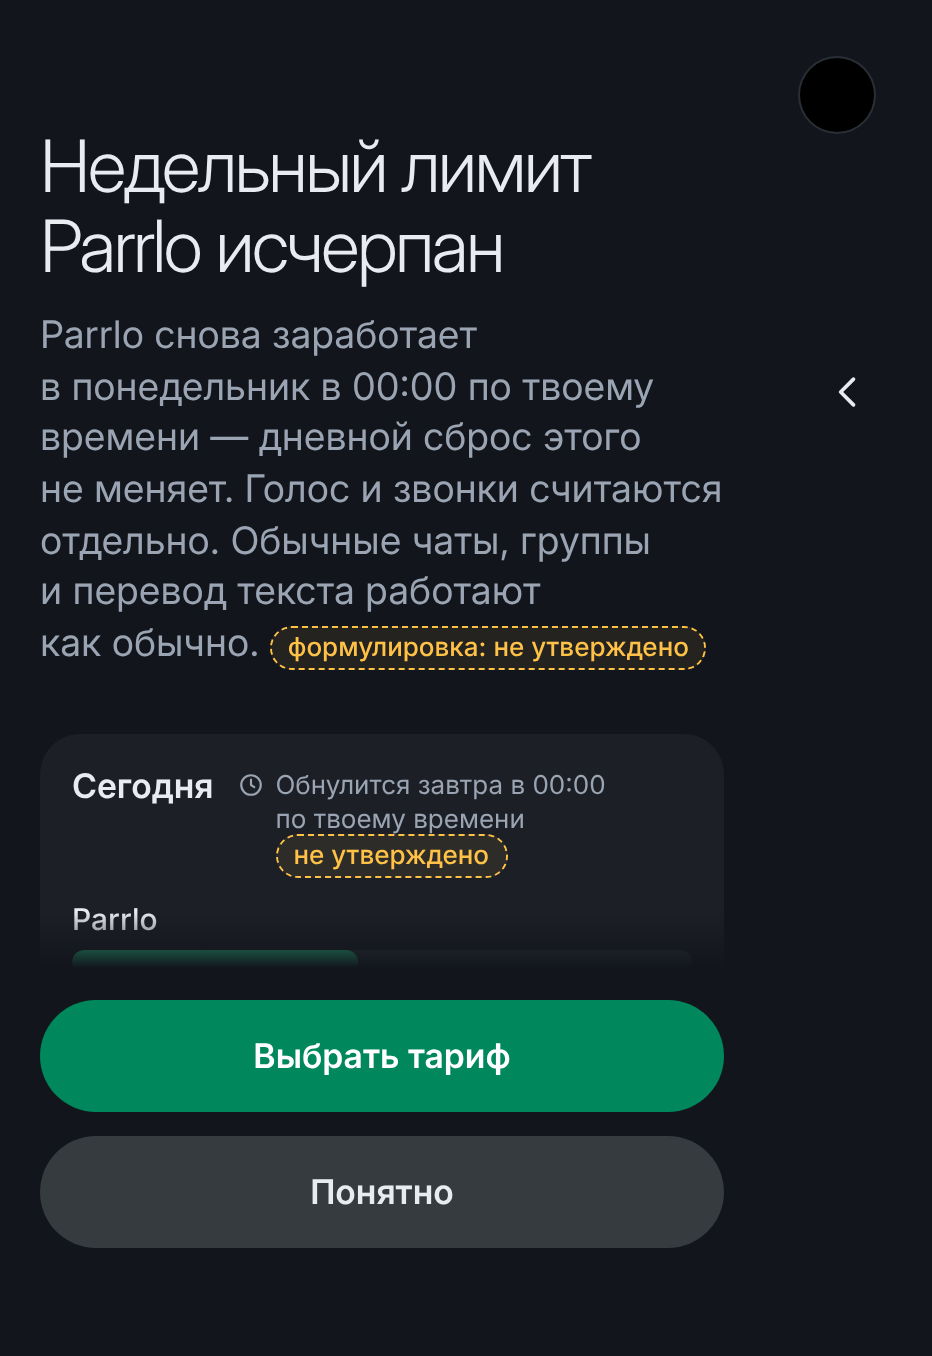 Недельный лимит
Parrlo исчерпан
Parrlo снова заработает
в понедельник в 00:00 по твоему
времени — дневной сброс этого
не меняет. Голос и звонки считаются
отдельно. Обычные чаты, группы
и перевод текста работают
как обычно. формулировка: не утверждено
Сегодня Обнулится завтра в 00:00
по твоему времени
не утверждено
Parrlo
Выбрать тариф
Понятно